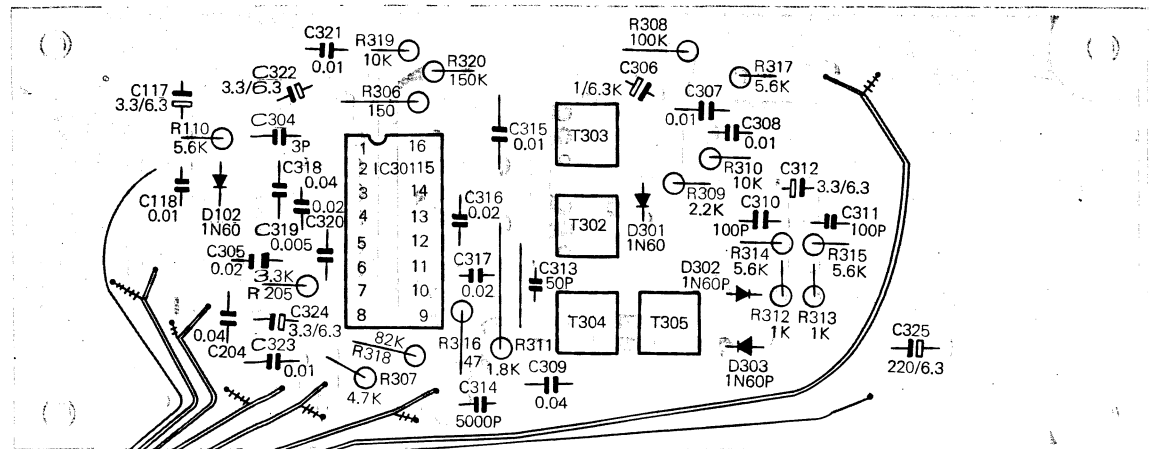 C321
0.01
R319
10K
R320
150K
R308
100K
C322
3.3/6.3
C117
3.3/6.3
R306
150
C306
1/6.3K
R317
5.6K
C307
0.01
C304
3P
R110
5.6K
C315
0.01
T303
C308
0.01
1
2
3
4
5
6
7
8
IC301
16
15
14
13
12
11
10
9
R310
10K
C312
3.3/6.3
C318
0.04
C118
0.01
D102
1N60
0.02
C320
C319
0.005
C316
0.02
T302
D301
1N60
R309
2.2K
C310
100P
C311
100P
C305
0.02
3.3K
R 205
C317
0.02
C313
50P
R314
5.6K
R315
5.6K
D302
1N60P
R312
1K
R313
1K
C324
3.3/6.3
0.04
C204
T304
T305
C325
220/6.3
C323
0.01
82K
R318
R316
47
R311
1.8K
D303
1N60P
R307
4.7K
C314
5000P
C309
0.04